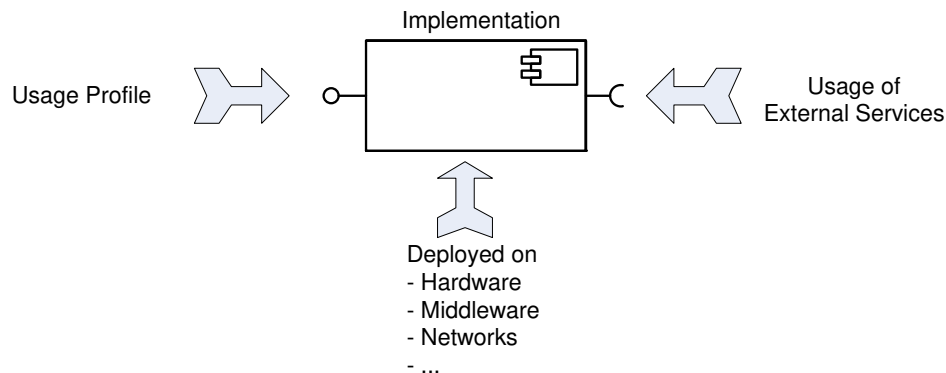 Implementation
Usage Profile
Usage of
External Services
Deployed on
- Hardware
- Middleware
- Networks
- ...